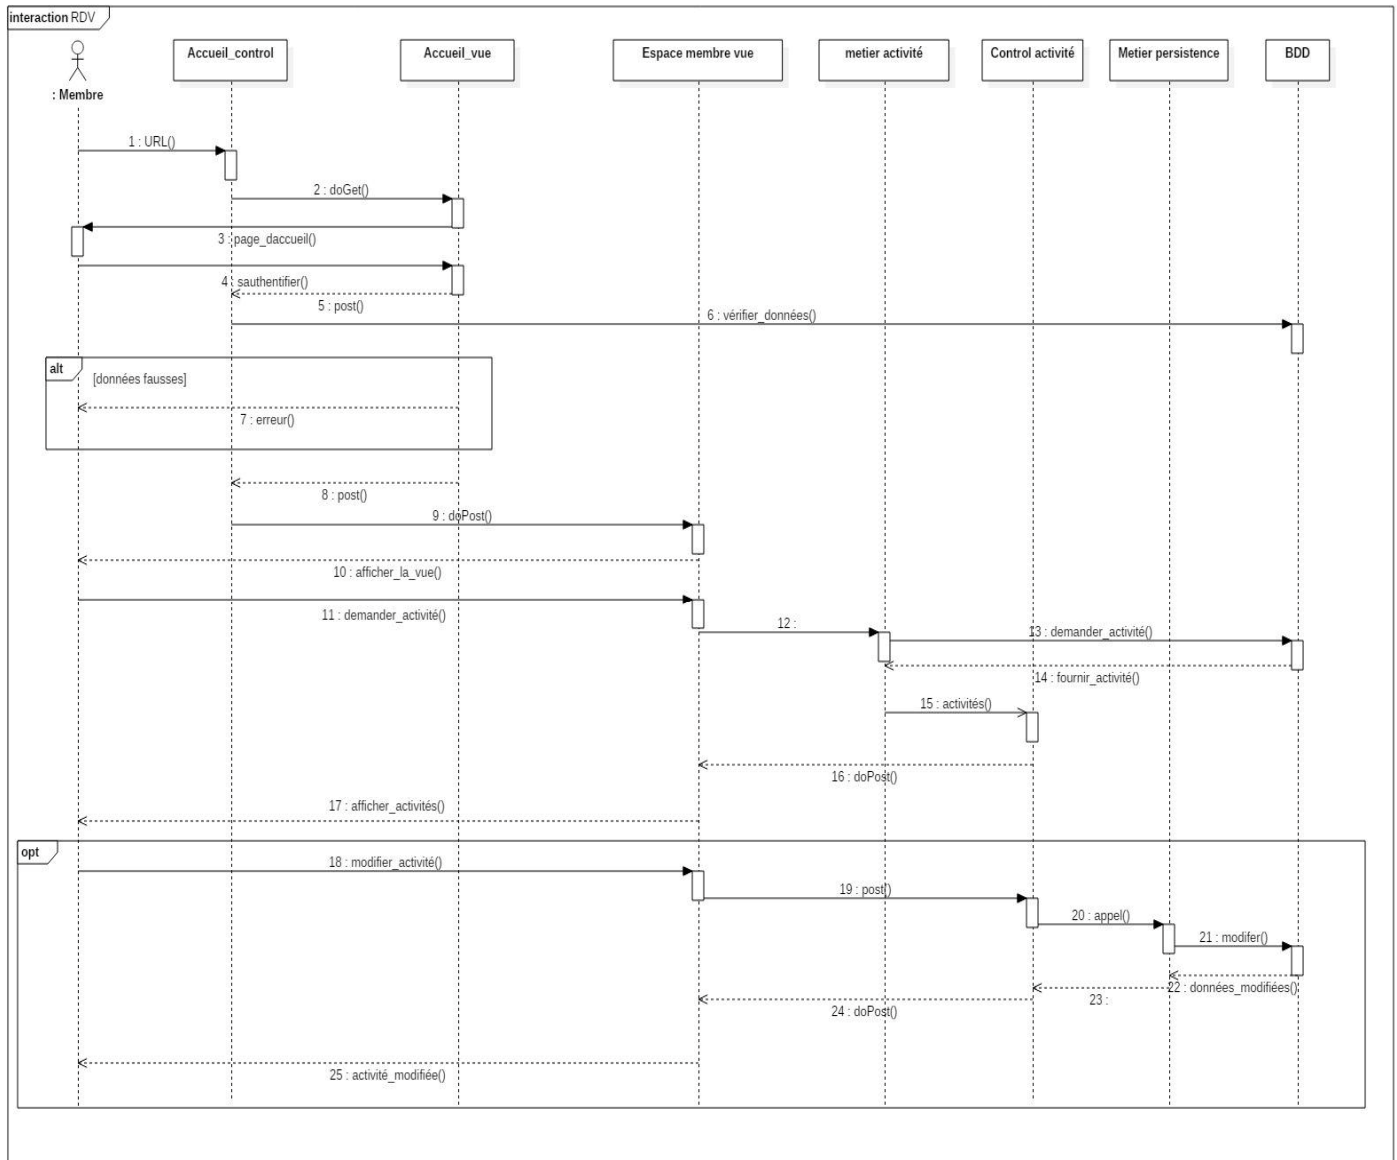 interaction RDV
Accueil_control
Accueil_vue
Espace membre vue
metier activité
Control activité
Metier persistence
BDD
: Membre
1 : URL()
2 : doGet()
3 : page_daccueil()
4 : sauthentifier()
5 : post()
6 : vérifier_données()
alt
[données fausses]
7 : erreur()
8 : post()
9 : doPost()
10 : afficher_la_vue()
11 : demander_activité()
12 :
13 : demander_activité()
14 : fournir_activité()
15 : activités()
16 : doPost()
17 : afficher_activités()
opt
18 : modifier_activité()
19 : post()
20 : appel()
21 : modifer()
22 : données_modifiées()
23 :
24 : doPost()
25 : activité_modifiée()